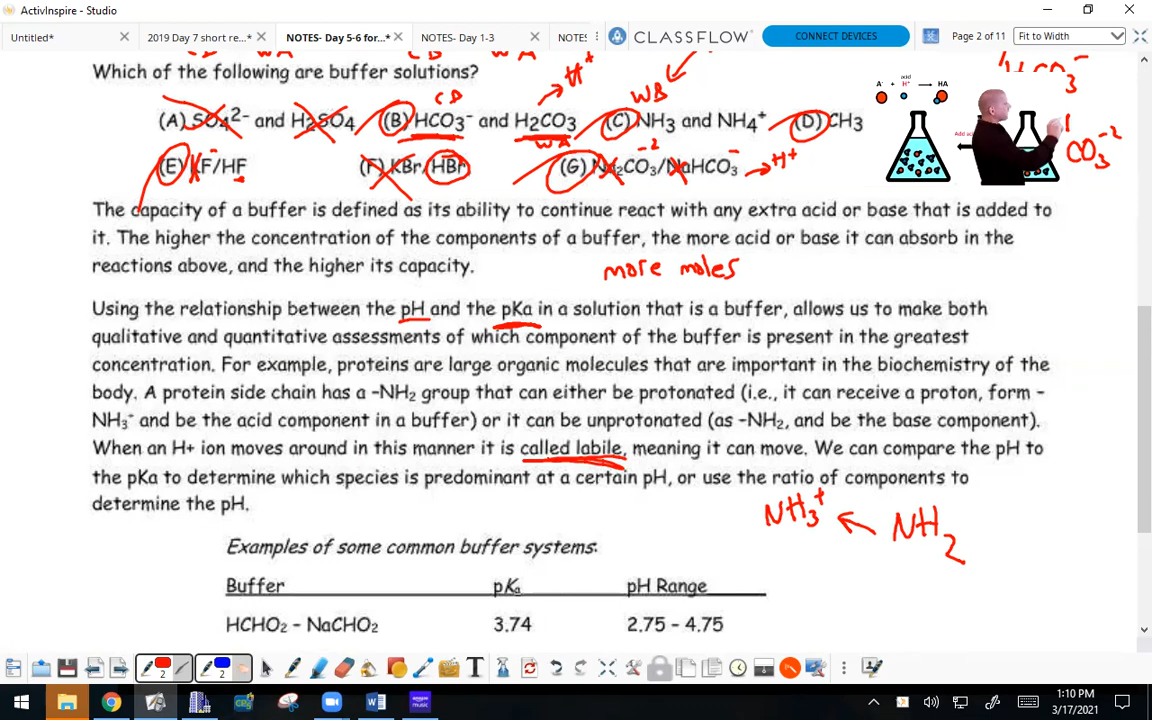 ActivInspire - Studio
Untitled*
2019 Day 7 short re...*
NOTES- Day 5-6 for...*
NOTES- Day 1-3
NOTES
CLASSFLOW
CONNECT DEVICES
Page 2 of 11
Fit to Width
CB WA
Which of the following are buffer solutions?
H+
CB
WB
A- H+ HA
acid
(A) SO4²⁻ and H2SO4 (B) HCO3⁻ and H2CO3 (C) NH3 and NH4⁺ (D) CH3
WA
Add acid
CO3-2
(E) KF/HF (F) KBr/HBr (G) Na2CO3/NaHCO3
-2
-
H+
The capacity of a buffer is defined as its ability to continue react with any extra acid or base that is added to
it. The higher the concentration of the components of a buffer, the more acid or base it can absorb in the
reactions above, and the higher its capacity.
more moles
Using the relationship between the pH and the pKa in a solution that is a buffer, allows us to make both
qualitative and quantitative assessments of which component of the buffer is present in the greatest
concentration. For example, proteins are large organic molecules that are important in the biochemistry of the
body. A protein side chain has a –NH2 group that can either be protonated (i.e., it can receive a proton, form –
NH3⁺ and be the acid component in a buffer) or it can be unprotonated (as –NH2, and be the base component).
When an H+ ion moves around in this manner it is called labile, meaning it can move. We can compare the pH to
the pKa to determine which species is predominant at a certain pH, or use the ratio of components to
determine the pH.
NH3+ ← NH2
Examples of some common buffer systems:
Buffer pKa pH Range
HCHO2 – NaCHO2 3.74 2.75 – 4.75
2
2
1:10 PM
3/17/2021